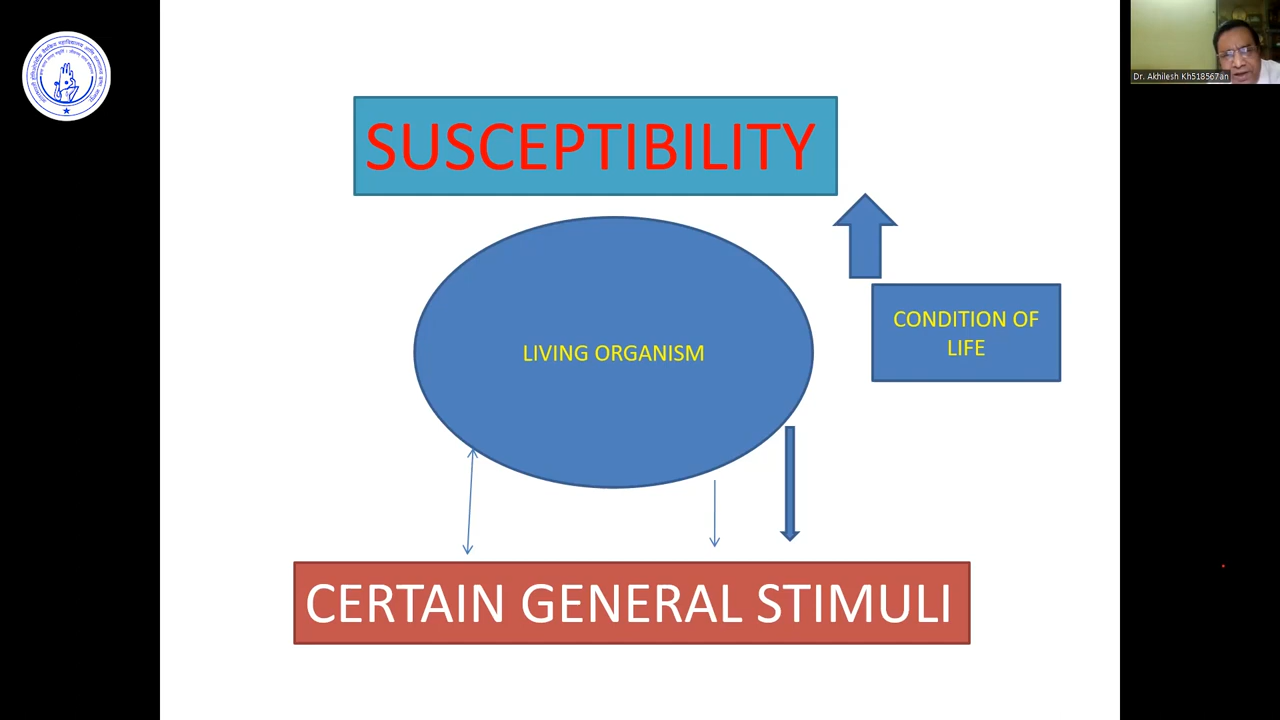 Dr. Akhilesh Kh518567an
SUSCEPTIBILITY
CONDITION OF
LIFE
LIVING ORGANISM
CERTAIN GENERAL STIMULI